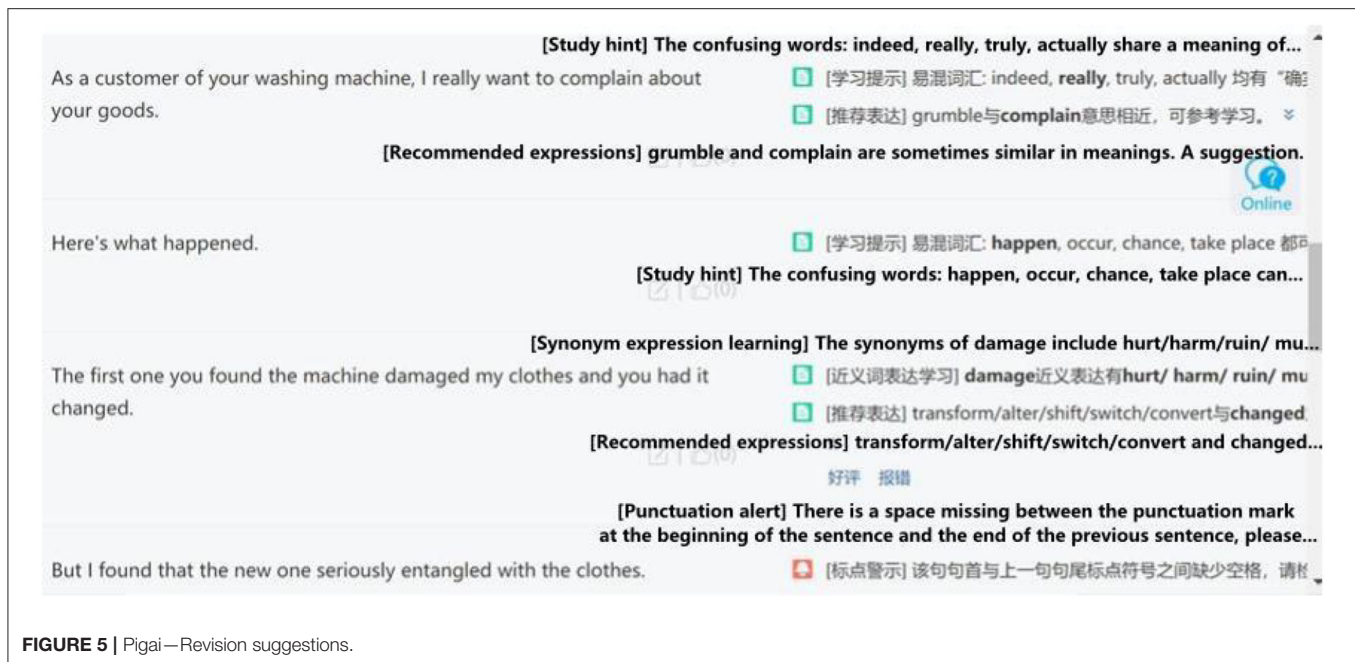 [Study hint] The confusing words: indeed, really, truly, actually share a meaning of...
As a customer of your washing machine, I really want to complain about
your goods.
[学习提示] 易混词汇: indeed, really, truly, actually 均有 “确
[推荐表达] grumble与complain意思相近，可参考学习。
[Recommended expressions] grumble and complain are sometimes similar in meanings. A suggestion.
(0)
Online
Here's what happened.
[学习提示] 易混词汇: happen, occur, chance, take place 都
[Study hint] The confusing words: happen, occur, chance, take place can...
(0)
[Synonym expression learning] The synonyms of damage include hurt/harm/ruin/ mu...
The first one you found the machine damaged my clothes and you had it
changed.
[近义词表达学习] damage近义表达有hurt/ harm/ ruin/ mu
[推荐表达] transform/alter/shift/switch/convert与changed
[Recommended expressions] transform/alter/shift/switch/convert and changed...
(0)
好评 报错
[Punctuation alert] There is a space missing between the punctuation mark
at the beginning of the sentence and the end of the previous sentence, please...
But I found that the new one seriously entangled with the clothes.
[标点警示] 该句句首与上一句句尾标点符号之间缺少空格，请
FIGURE 5 | Pigai—Revision suggestions.